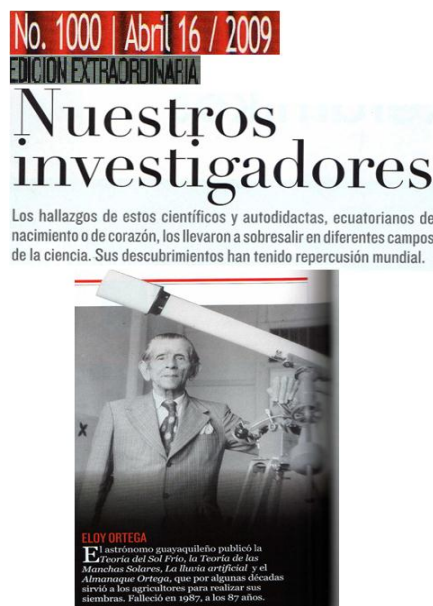 No. 1000 | Abril 16 / 2009
EDICION EXTRAORDINARIA
Nuestros
investigadores
Los hallazgos de estos científicos y autodidactas, ecuatorianos de
nacimiento o de corazón, los llevaron a sobresalir en diferentes campos
de la ciencia. Sus descubrimientos han tenido repercusión mundial.
x
ELOY ORTEGA
El astrónomo guayaquileño publicó la
Teoría del Sol Frío, la Teoría de las
Manchas Solares, La lluvia artificial y el
Almanaque Ortega, que por algunas décadas
sirvió a los agricultores para realizar sus
siembras. Falleció en 1987, a los 87 años.